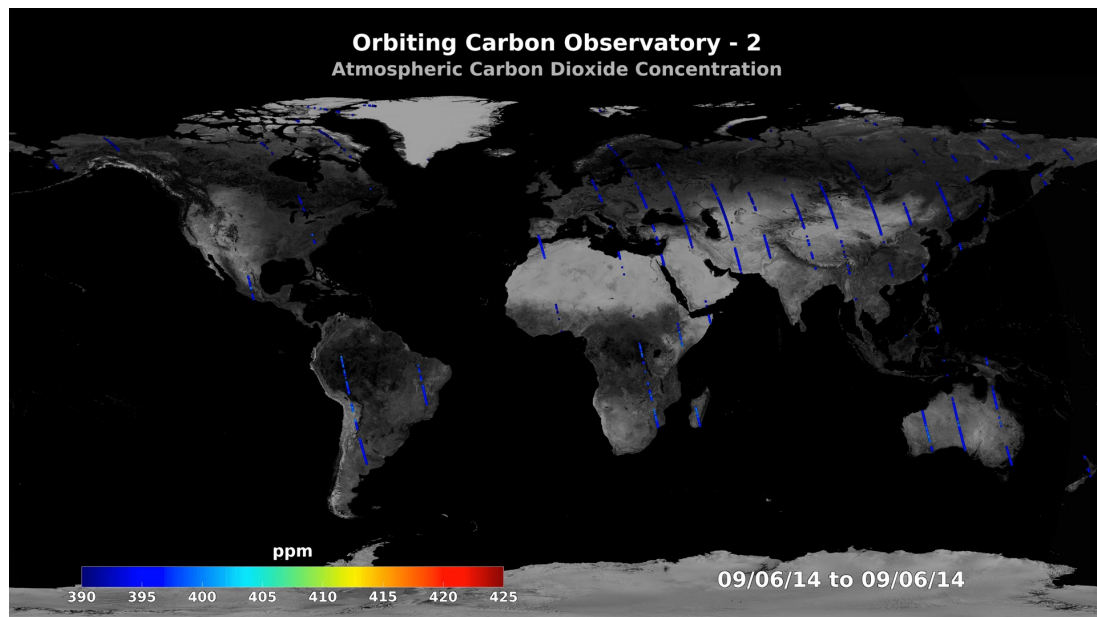 Orbiting Carbon Observatory - 2
Atmospheric Carbon Dioxide Concentration
ppm
390 395 400 405 410 415 420 425
09/06/14 to 09/06/14